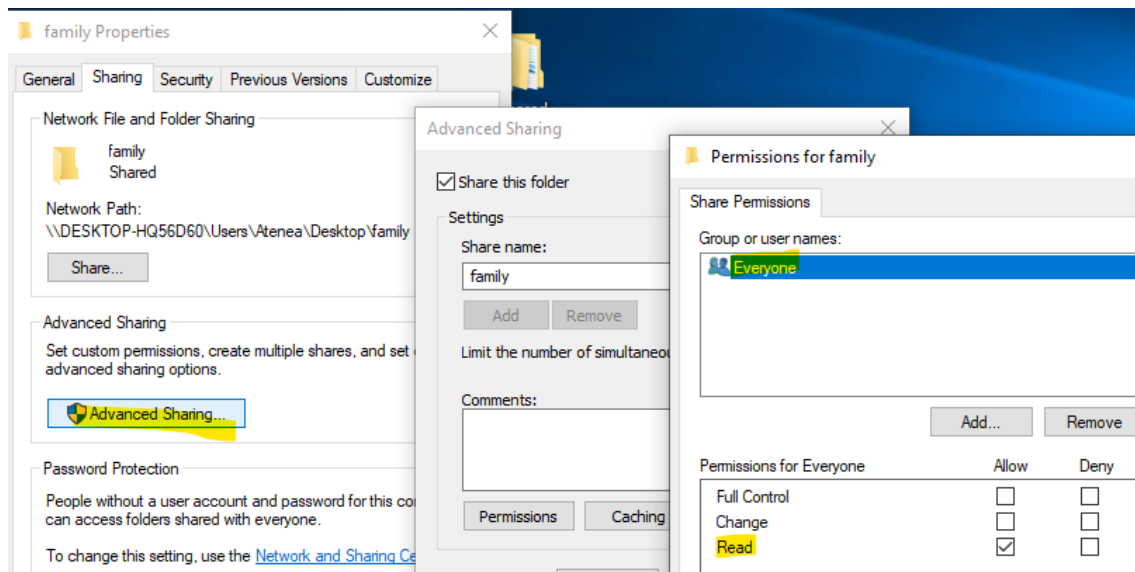 family Properties
General Sharing Security Previous Versions Customize
Network File and Folder Sharing
family
Shared
Network Path:
\\DESKTOP-HQ56D60\Users\Atenea\Desktop\family
Share...
Advanced Sharing
Set custom permissions, create multiple shares, and set
advanced sharing options.
Advanced Sharing...
Password Protection
People without a user account and password for this
can access folders shared with everyone.
To change this setting, use the Network and Sharing
Advanced Sharing
Share this folder
Settings
Share name:
family
Add Remove
Limit the number of
Comments:
Permissions Caching
Permissions for family
Share Permissions
Group or user names:
Everyone
Add... Remove
Permissions for Everyone Allow Deny
Full Control
Change
Read